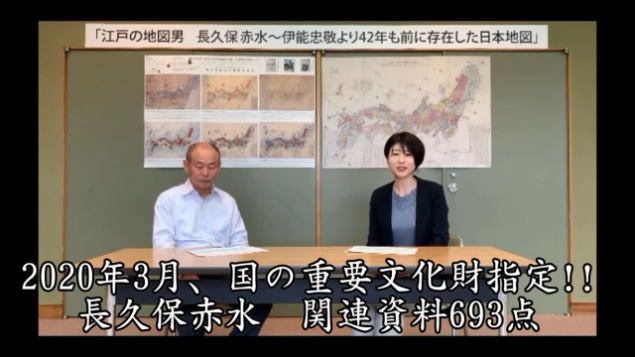 「江戸の地図男　長久保 赤水～伊能忠敬より42年も前に存在した日本地図」
2020年3月、国の重要文化財指定!!
長久保赤水　関連資料693点